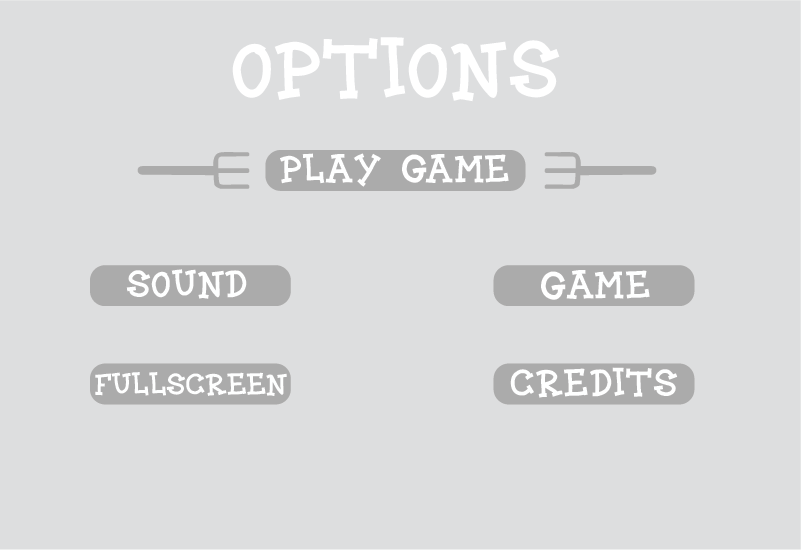 OPTIONS
PLAY GAME
SOUND
GAME
FULLSCREEN
CREDITS